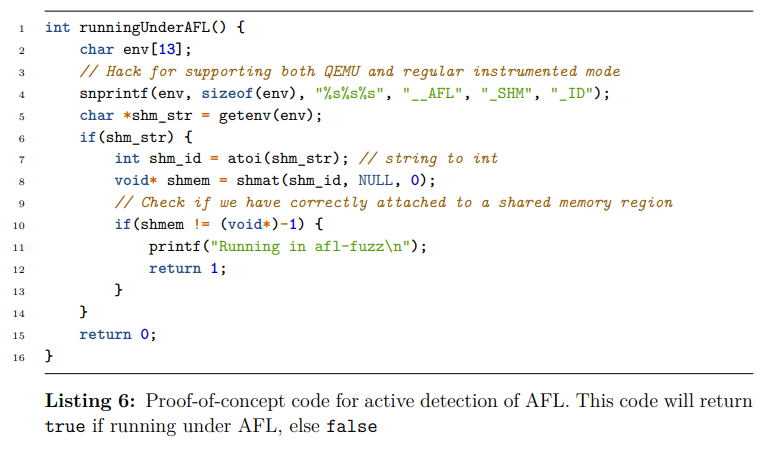 1 int runningUnderAFL() {
2 char env[13];
3 // Hack for supporting both QEMU and regular instrumented mode
4 snprintf(env, sizeof(env), "%s%s%s", "__AFL", "_SHM", "_ID");
5 char *shm_str = getenv(env);
6 if(shm_str) {
7 int shm_id = atoi(shm_str); // string to int
8 void* shmem = shmat(shm_id, NULL, 0);
9 // Check if we have correctly attached to a shared memory region
10 if(shmem != (void*)-1) {
11 printf("Running in afl-fuzz\n");
12 return 1;
13 }
14 }
15 return 0;
16 }
Listing 6: Proof-of-concept code for active detection of AFL. This code will return
true if running under AFL, else false